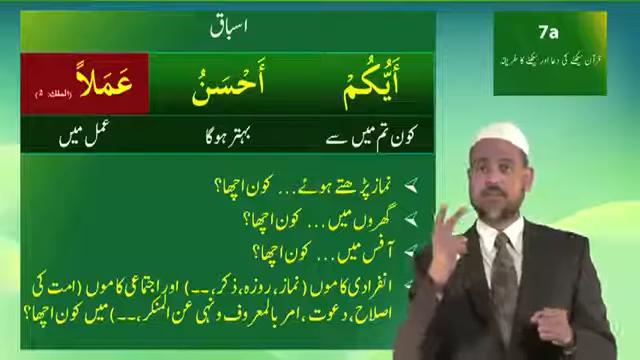 اسباق
7a
قرآن سیکھنے کی دعا اور سیکھنے کا طریقہ
أَيُّكُمْ أَحْسَنُ عَمَلاً (الملك: 2)
کون تم میں سے بہتر ہوگا عمل میں
نماز پڑھتے ہوئے... کون اچھا؟
گھروں میں... کون اچھا؟
آفس میں... کون اچھا؟
انفرادی کاموں (نماز، روزہ، ذکر،..) اور اجتماعی کاموں (امت کی
اصلاح، دعوت، امر بالمعروف و نہی عن المنکر،..) میں کون اچھا؟